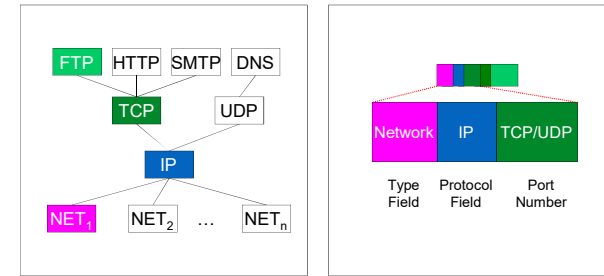 FTP HTTP SMTP DNS
TCP UDP
IP
NET1 NET2 … NETn
Network IP TCP/UDP
Type Field Protocol Field Port Number